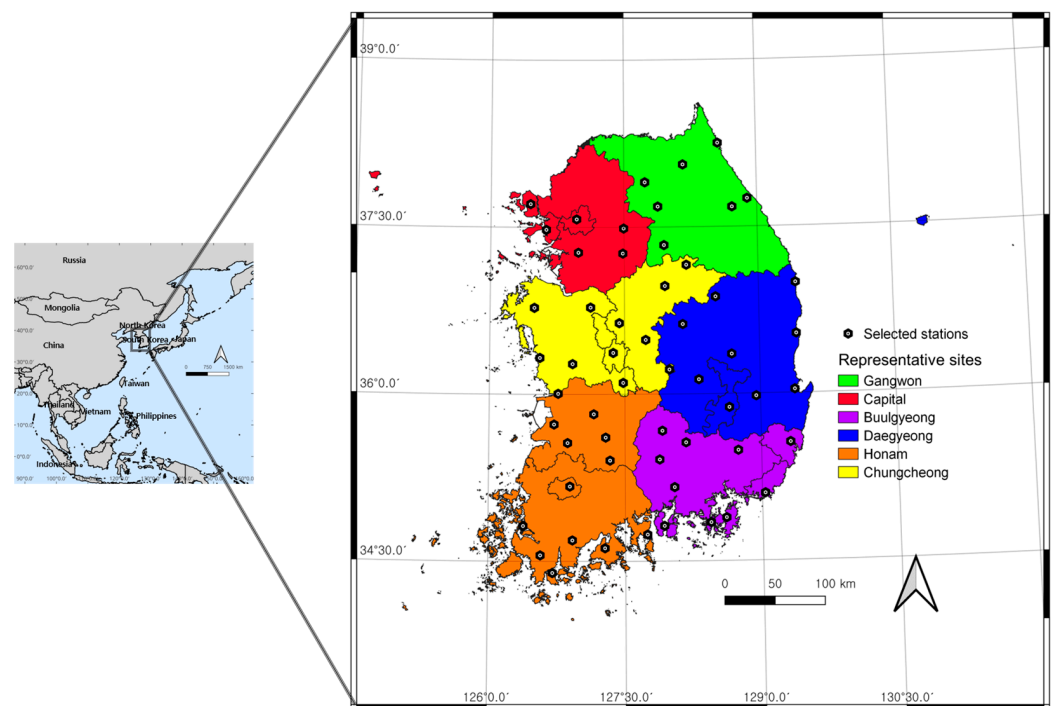 39°0.0′
37°30.0′
36°0.0′
34°30.0′
126°0.0′
127°30.0′
129°0.0′
130°30.0′
Selected stations
Representative sites
Gangwon
Capital
Buulgyeong
Daegyeong
Honam
Chungcheong
0 50 100 km
Russia
Mongolia
North Korea
South Korea
Japan
China
Taiwan
Thailand
Vietnam
Philippines
Indonesia
0 750 1500 km